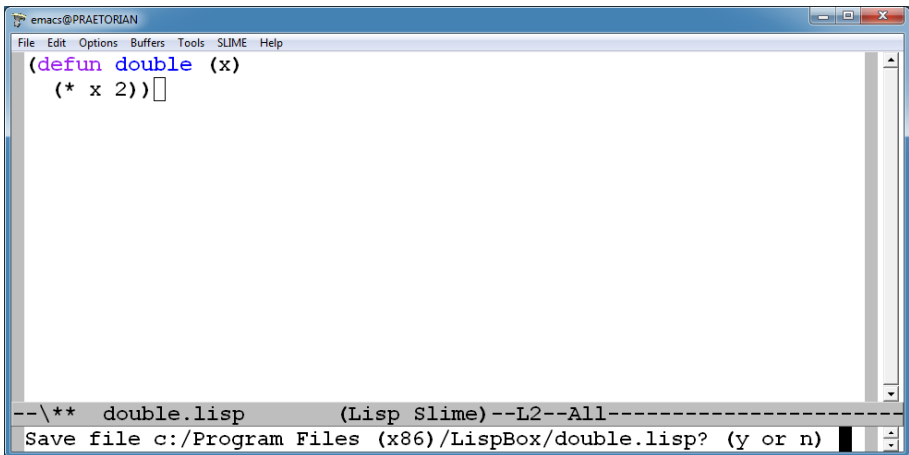 emacs@PRAETORIAN
File Edit Options Buffers Tools SLIME Help
(defun double (x)
  (* x 2))
--\** double.lisp (Lisp Slime)--L2--All-----------------------
Save file c:/Program Files (x86)/LispBox/double.lisp? (y or n)